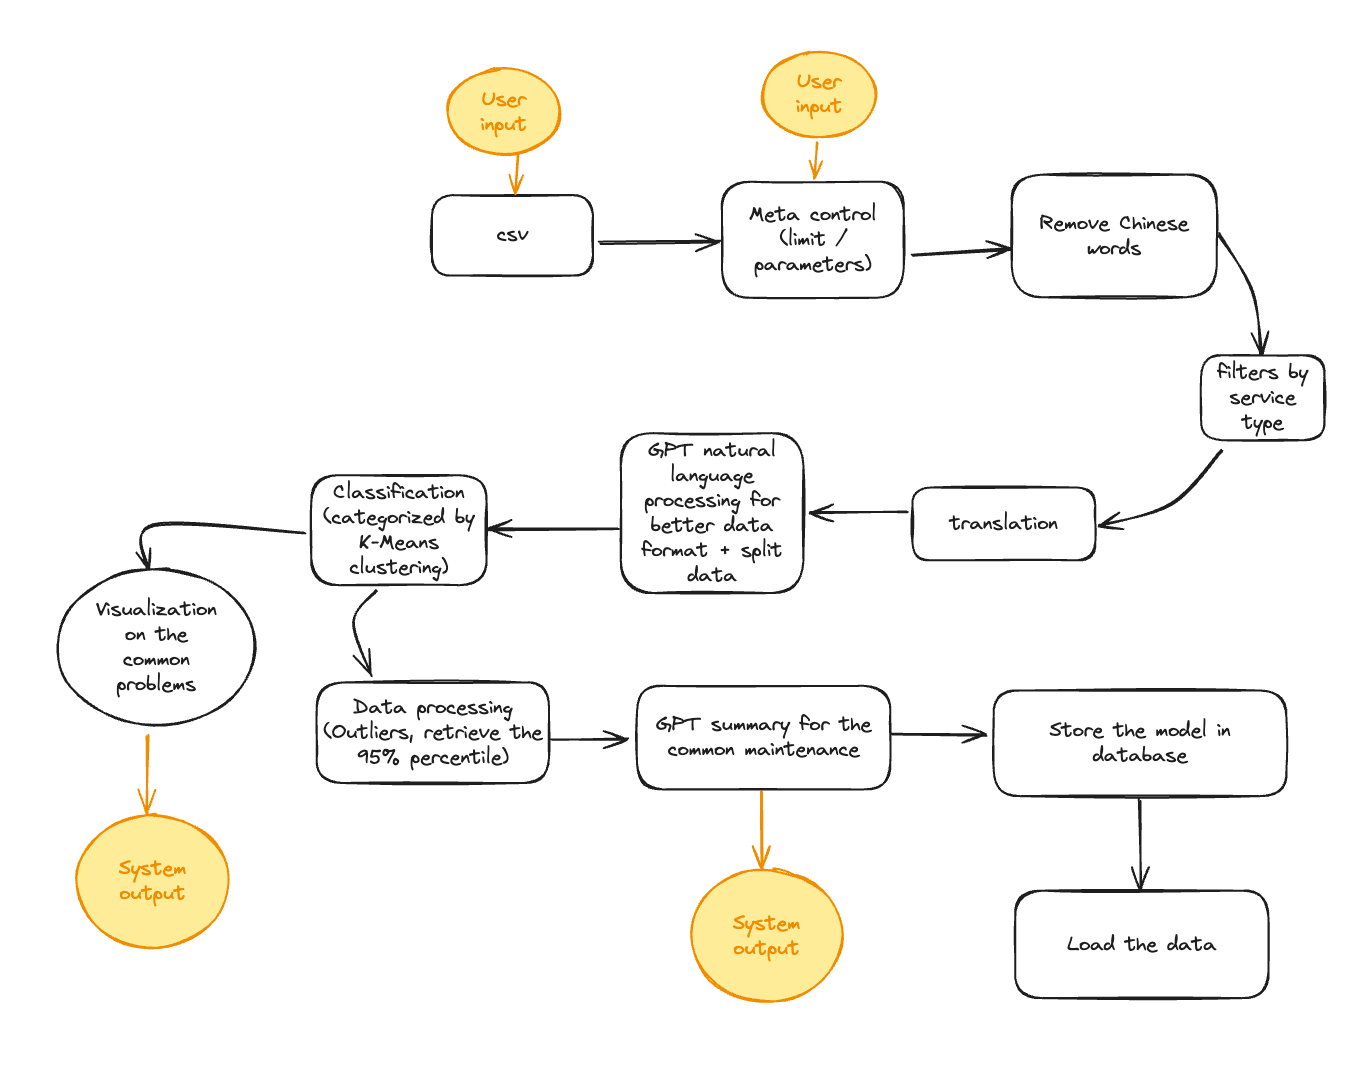 User
input
User
input
csv
Meta control
(limit /
parameters)
Remove Chinese
words
filters by
service
type
translation
GPT natural
language
processing for
better data
format + split
data
Classification
(categorized by
K-Means
clustering)
Visualization
on the
common
problems
System
output
Data processing
(Outliers, retrieve the
95% percentile)
GPT summary for the
common maintenance
System
output
Store the model in
database
Load the data